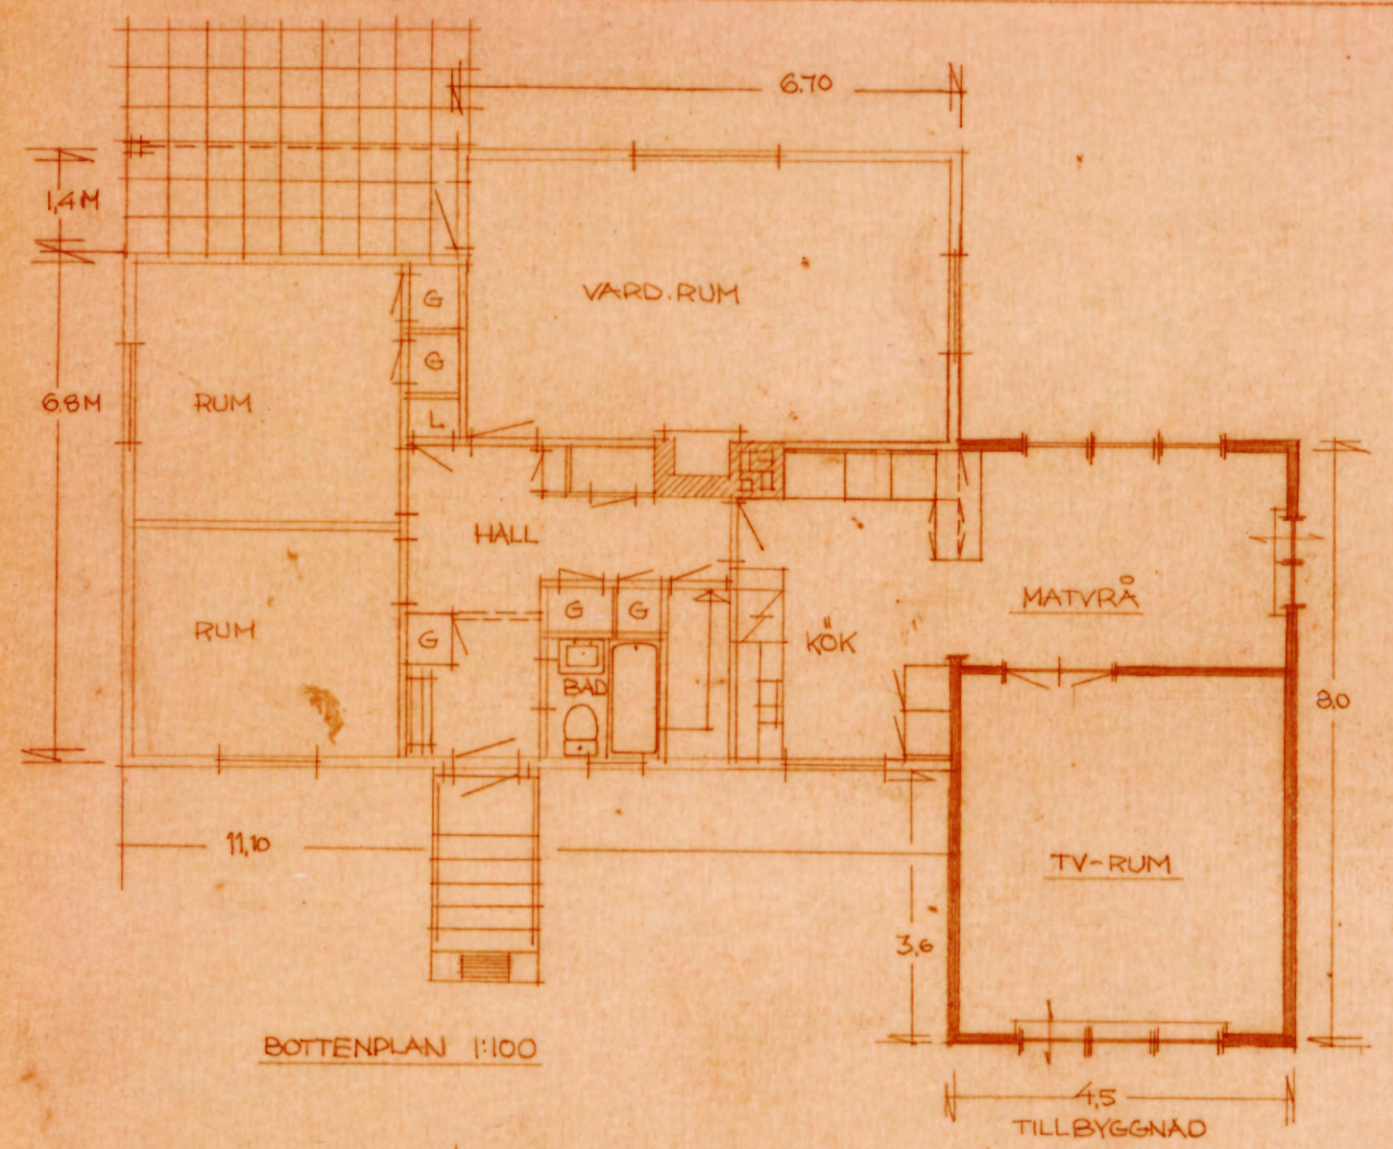 6.70
1,4M
VARD.RUM
G
G
6.8M
RUM
L
HALL
MATVRÅ
G
G
RUM
G
KÖK
BAD
8,0
11,10
TV-RUM
3,6
BOTTENPLAN 1:100
4,5
TILLBYGGNAD